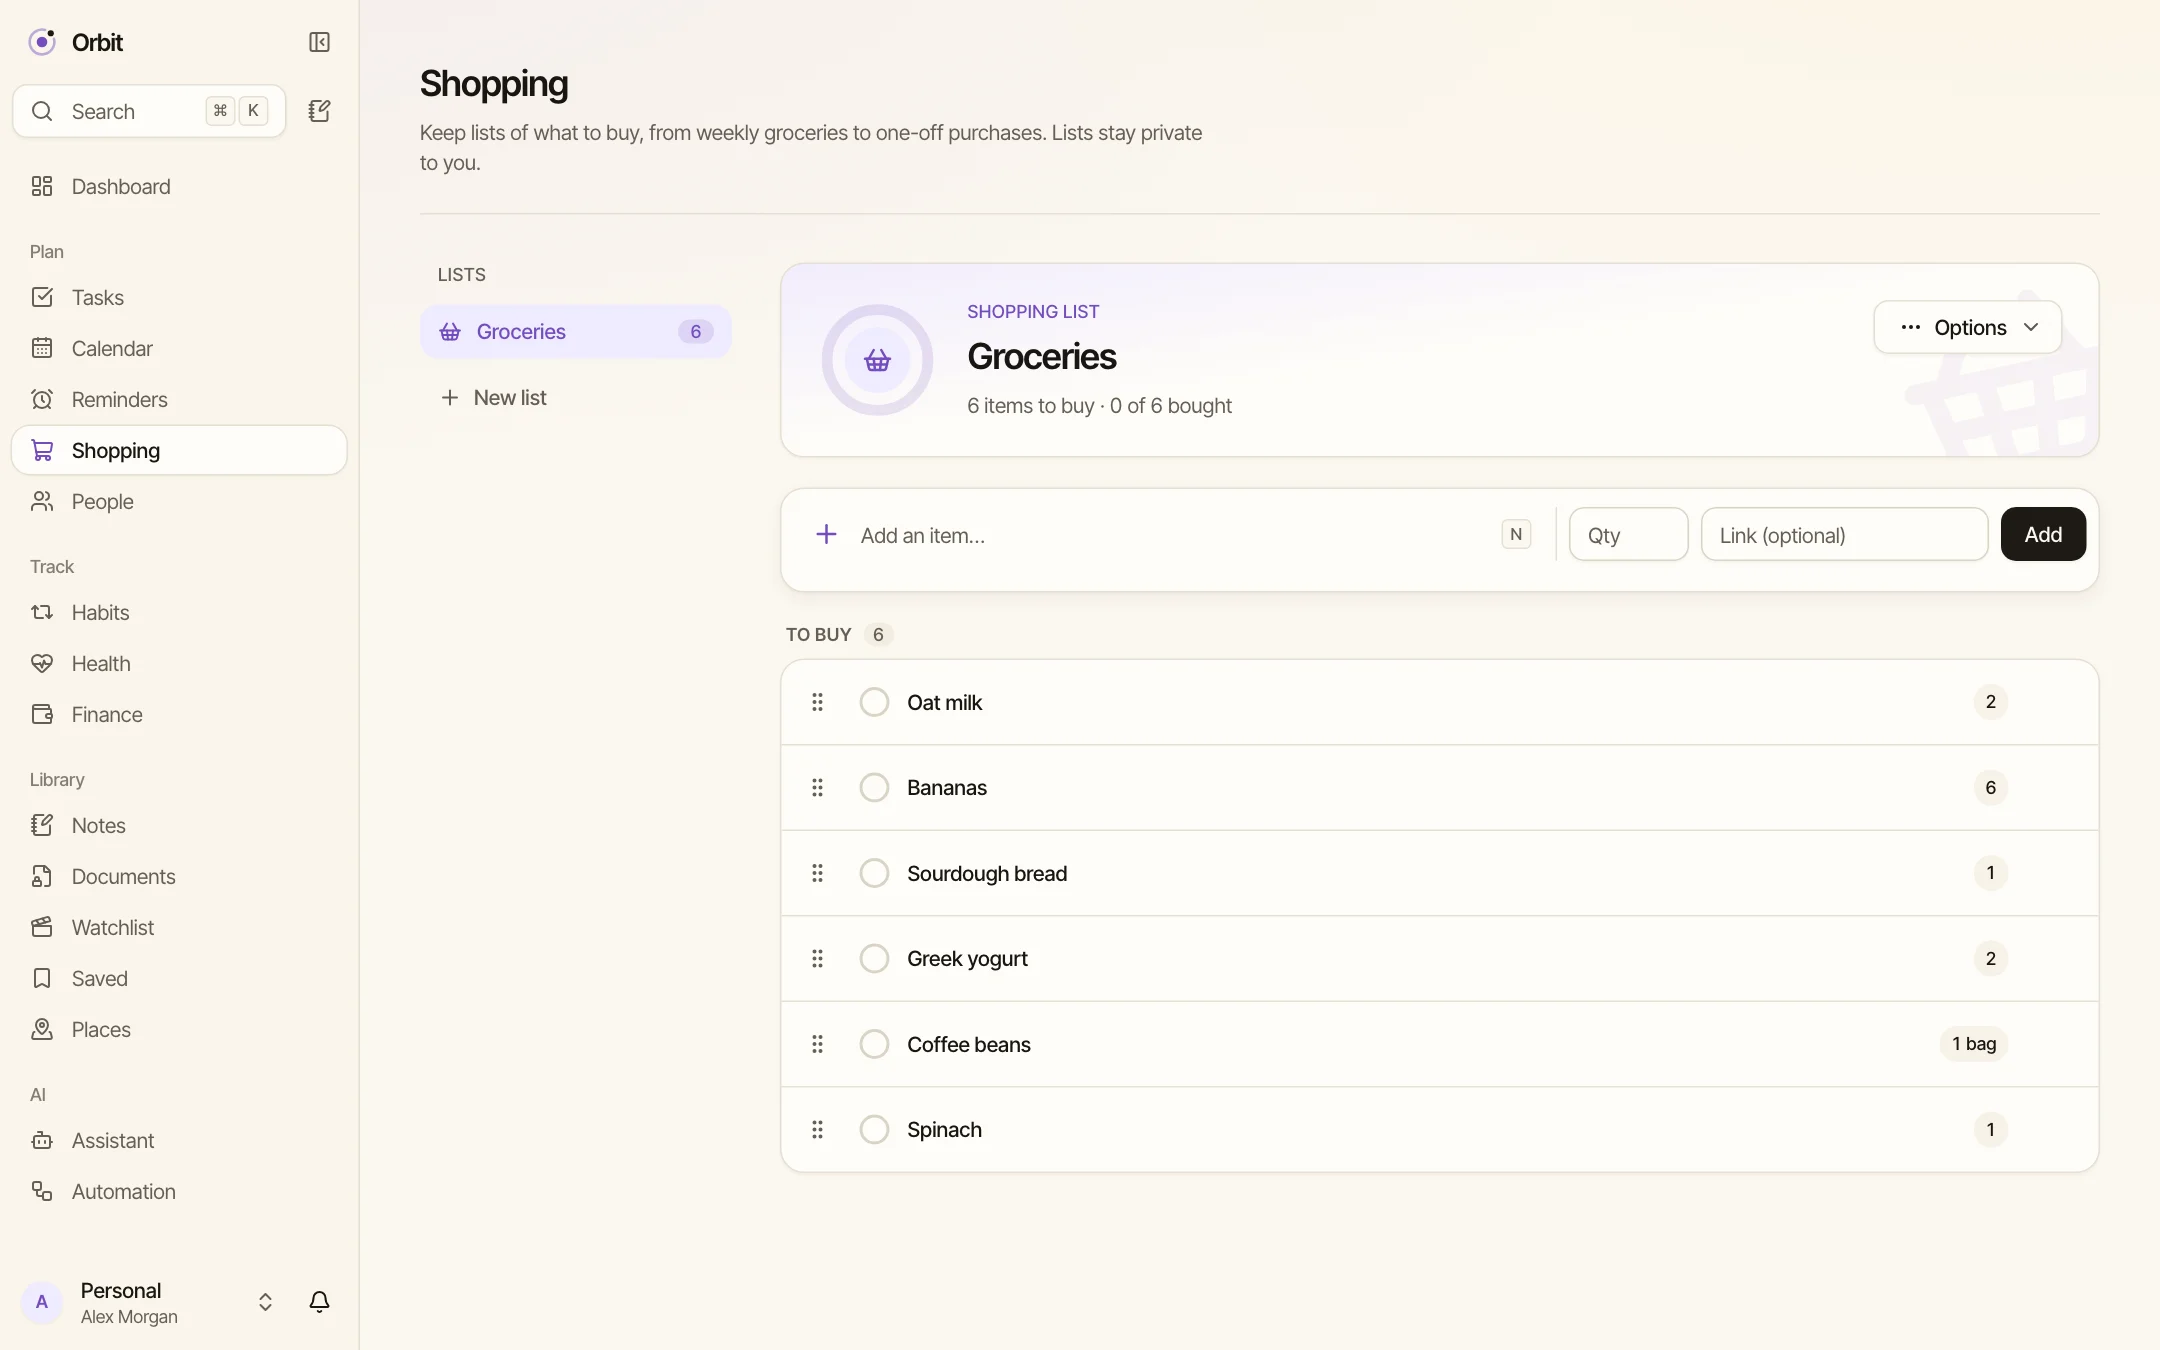 Orbit
Search ⌘ K
Dashboard
Plan
Tasks
Calendar
Reminders
Shopping
People
Track
Habits
Health
Finance
Library
Notes
Documents
Watchlist
Saved
Places
AI
Assistant
Automation
A
Personal
Alex Morgan
Shopping
Keep lists of what to buy, from weekly groceries to one-off purchases. Lists stay private
to you.
LISTS
Groceries 6
New list
SHOPPING LIST
Groceries
6 items to buy · 0 of 6 bought
Options
Add an item... N Qty Link (optional) Add
TO BUY 6
Oat milk 2
Bananas 6
Sourdough bread 1
Greek yogurt 2
Coffee beans 1 bag
Spinach 1